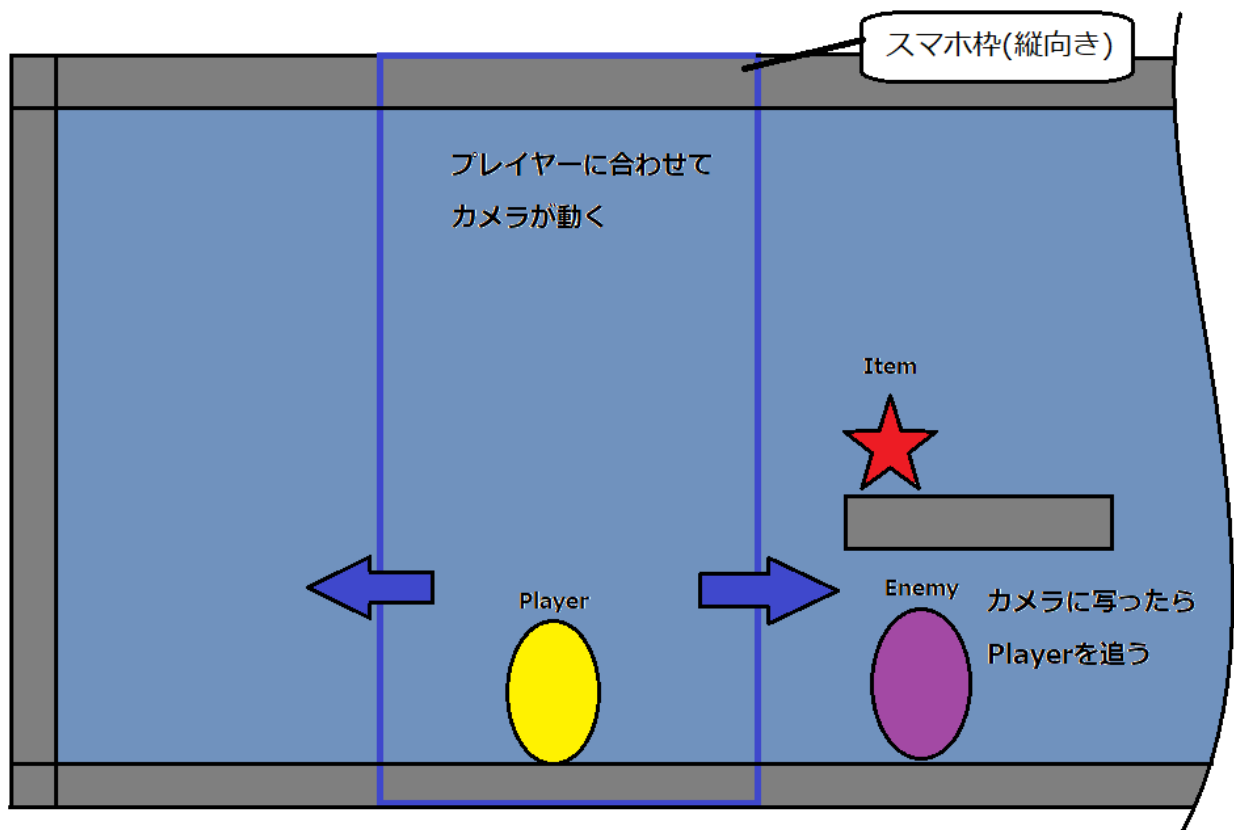 スマホ枠(縦向き)
プレイヤーに合わせて
カメラが動く
Item
Player
Enemy
カメラに写ったら
Playerを追う